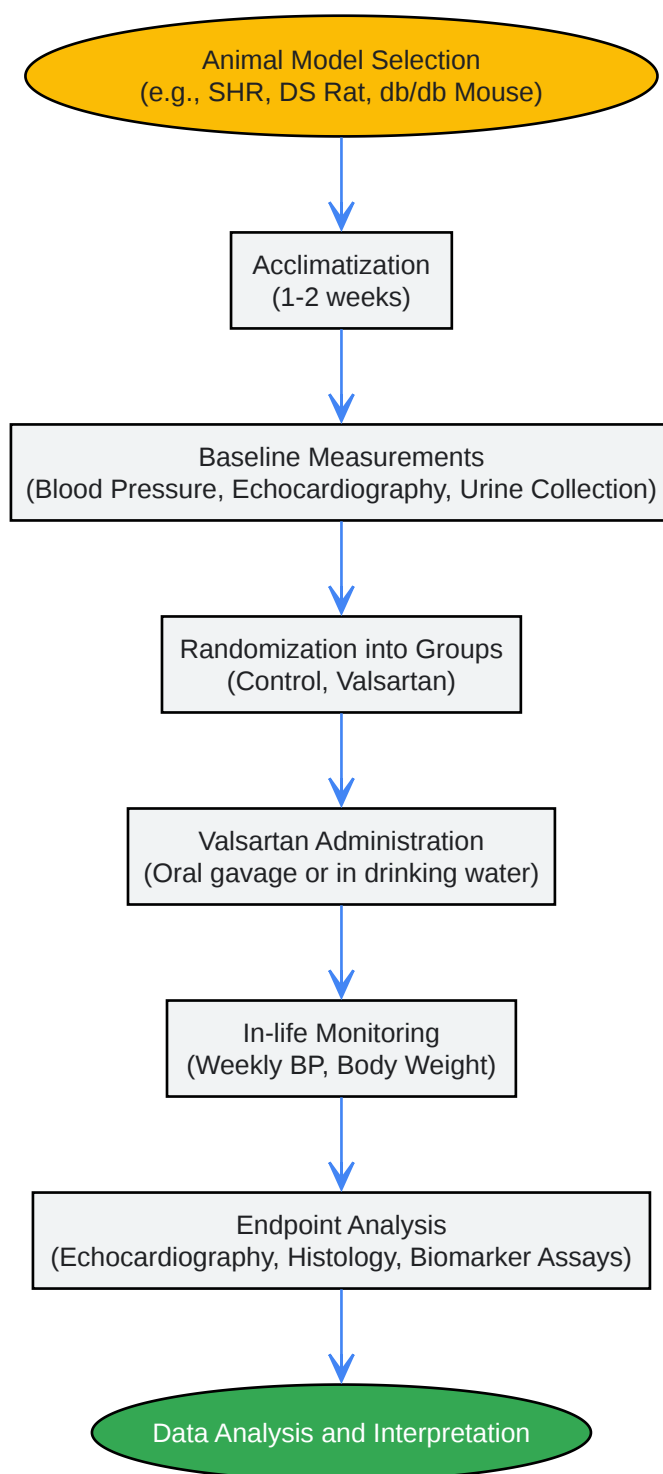 Animal Model Selection
(e.g., SHR, DS Rat, db/db Mouse)
Acclimatization
(1-2 weeks)
Baseline Measurements
(Blood Pressure, Echocardiography, Urine Collection)
Randomization into Groups
(Control, Valsartan)
Valsartan Administration
(Oral gavage or in drinking water)
In-life Monitoring
(Weekly BP, Body Weight)
Endpoint Analysis
(Echocardiography, Histology, Biomarker Assays)
Data Analysis and Interpretation